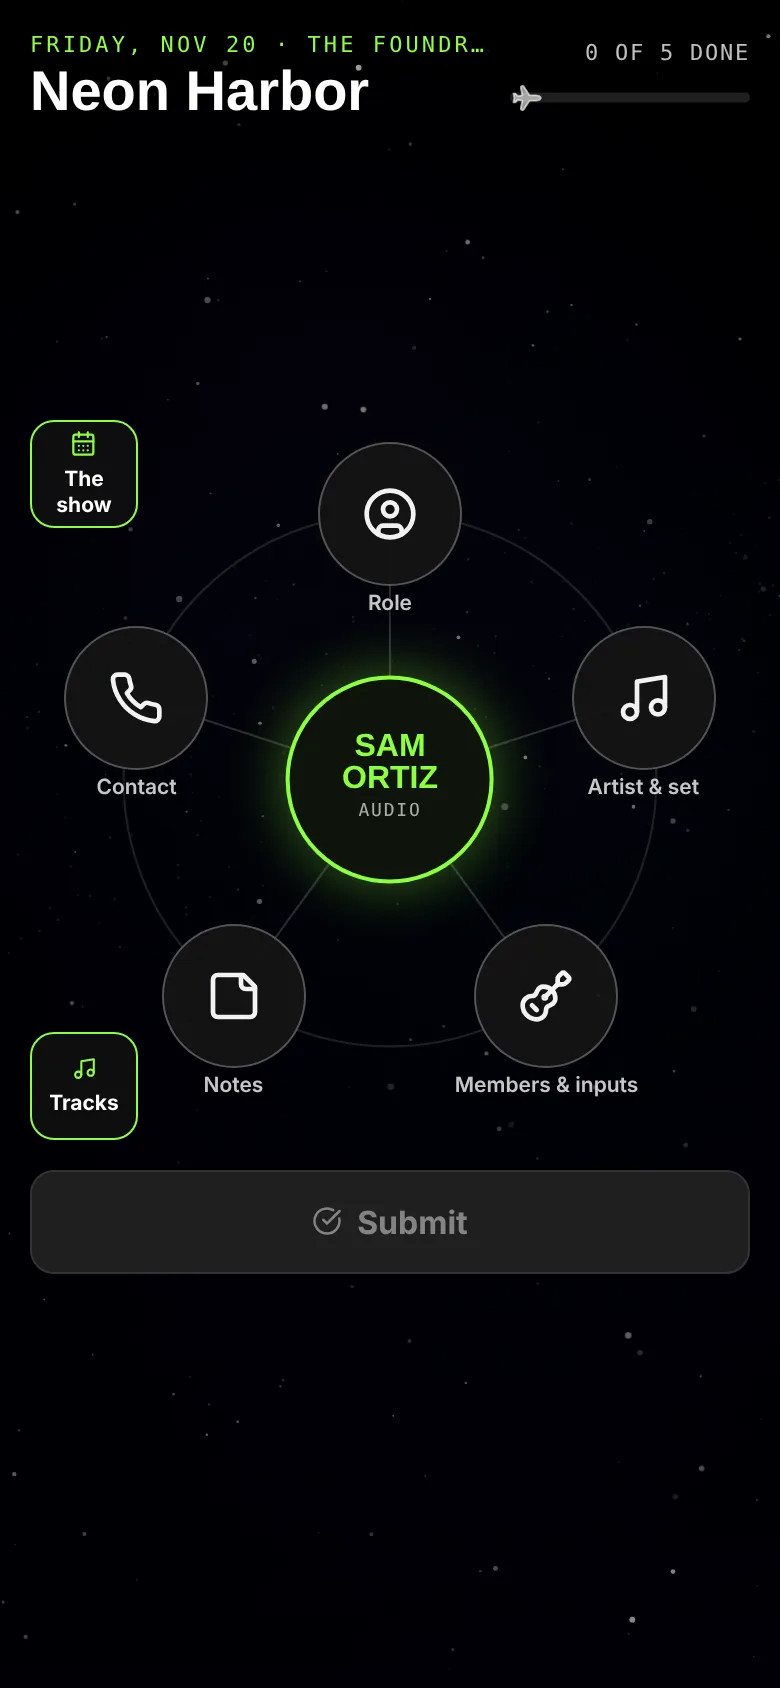 FRIDAY, NOV 20 · THE FOUNDR…
0 OF 5 DONE
Neon Harbor
The
show
Role
Contact
SAM
ORTIZ
AUDIO
Artist & set
Notes
Members & inputs
Tracks
Submit